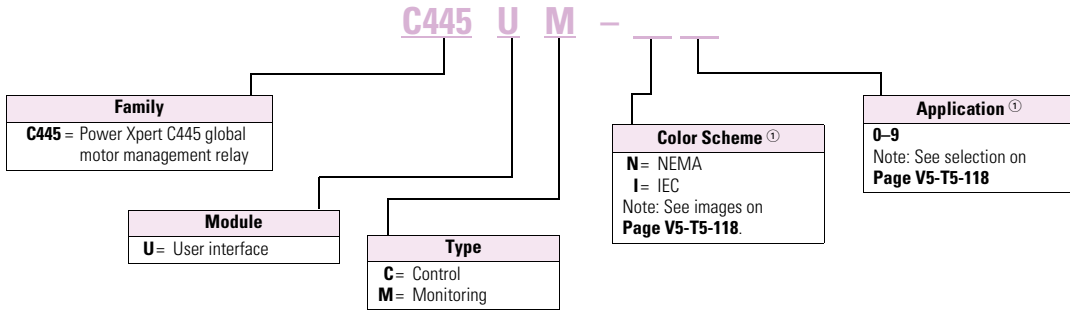 C445 U M – _ _
Family
C445 = Power Xpert C445 global
motor management relay
Module
U = User interface
Type
C = Control
M = Monitoring
Color Scheme ①
N = NEMA
I = IEC
Note: See images on
Page V5-T5-118.
Application ①
0–9
Note: See selection on
Page V5-T5-118